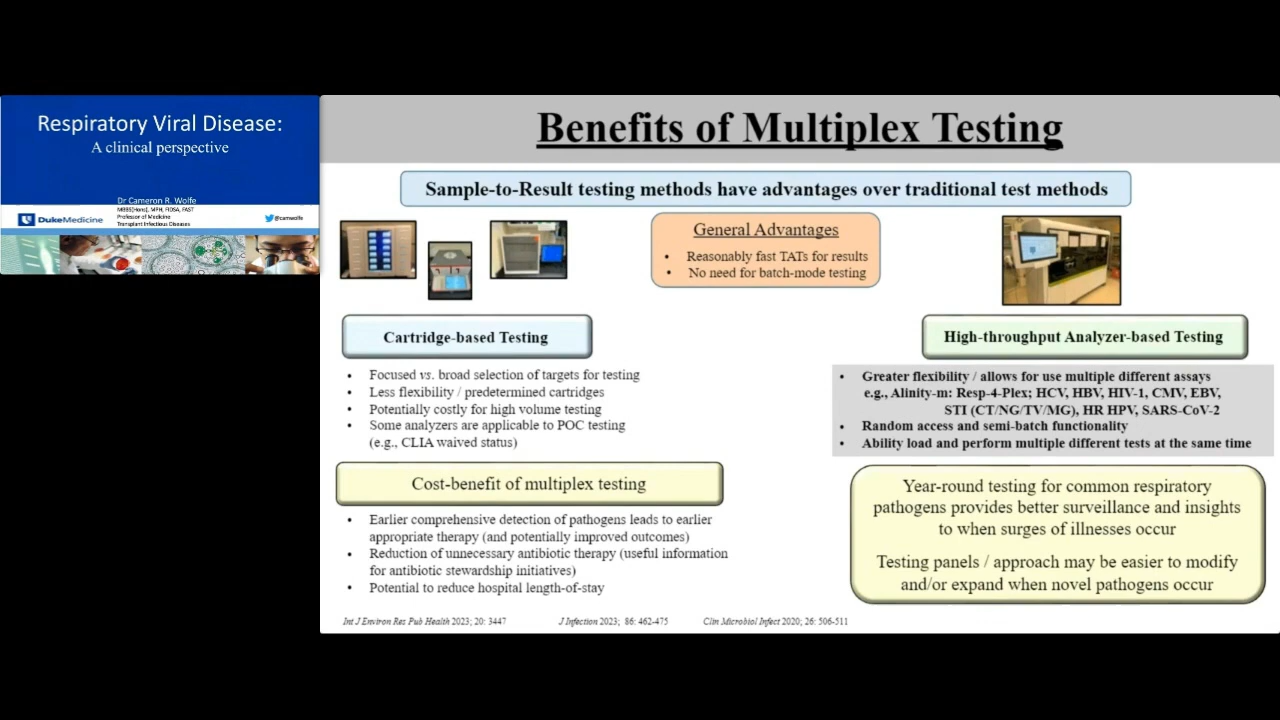 Respiratory Viral Disease:
A clinical perspective
Dr Cameron R. Wolfe
MBBS(Hons), MPH, FIDSA, FAST
Professor of Medicine
Transplant Infectious Diseases
DukeMedicine
@camwolfe
Benefits of Multiplex Testing
Sample-to-Result testing methods have advantages over traditional test methods
General Advantages
• Reasonably fast TATs for results
• No need for batch-mode testing
Cartridge-based Testing
• Focused vs. broad selection of targets for testing
• Less flexibility / predetermined cartridges
• Potentially costly for high volume testing
• Some analyzers are applicable to POC testing
(e.g., CLIA waived status)
High-throughput Analyzer-based Testing
• Greater flexibility / allows for use multiple different assays
e.g., Alinity-m: Resp-4-Plex; HCV, HBV, HIV-1, CMV, EBV,
STI (CT/NG/TV/MG), HR HPV, SARS-CoV-2
• Random access and semi-batch functionality
• Ability load and perform multiple different tests at the same time
Cost-benefit of multiplex testing
• Earlier comprehensive detection of pathogens leads to earlier
appropriate therapy (and potentially improved outcomes)
• Reduction of unnecessary antibiotic therapy (useful information
for antibiotic stewardship initiatives)
• Potential to reduce hospital length-of-stay
Year-round testing for common respiratory
pathogens provides better surveillance and insights
to when surges of illnesses occur
Testing panels / approach may be easier to modify
and/or expand when novel pathogens occur
Int J Environ Res Pub Health 2023; 20: 3447
J Infection 2023; 86: 462-475
Clin Microbiol Infect 2020; 26: 506-511